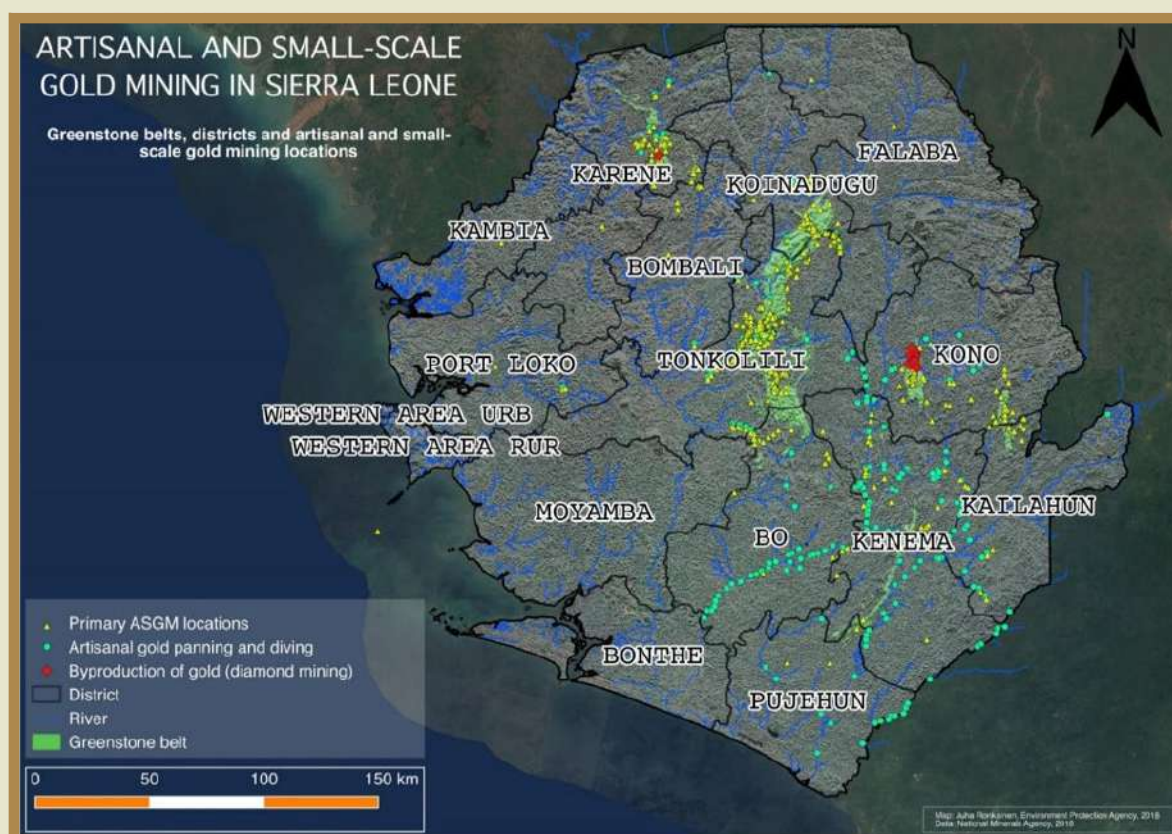 ARTISANAL AND SMALL-SCALE
GOLD MINING IN SIERRA LEONE
Greenstone belts, districts and artisanal and small-
scale gold mining locations
N
FALABA
KARENE
KOINADUGU
KAMBIA
BOMBALI
PORT LOKO
TONKOLILI
KONO
WESTERN AREA URB
WESTERN AREA RUR
MOYAMBA
KAILAHUN
BO
KENEMA
BONTHE
PUJEHUN
Primary ASGM locations
Artisanal gold panning and diving
Byproduction of gold (diamond mining)
District
River
Greenstone belt
0 50 100 150 km
Map: Juha Ronkainen, Environment Protection Agency, 2018
Data: National Minerals Agency, 2018